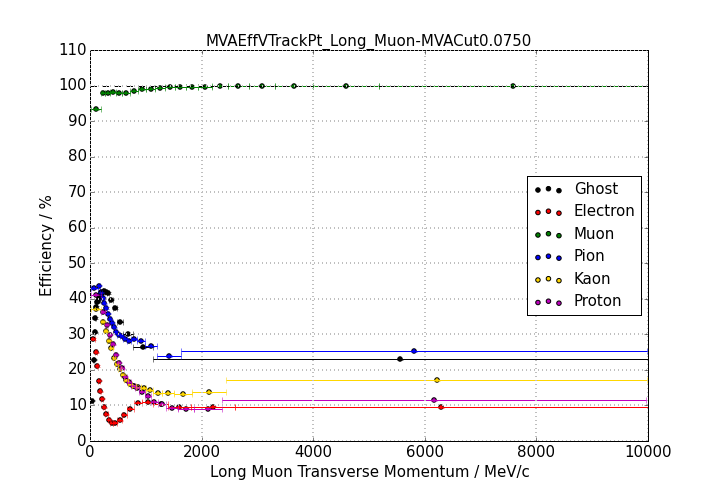 MVAEffVTrackPt_Long_Muon-MVACut0.0750
110
100
90
80
70
60
50
40
30
20
10
0
Efficiency / %
Ghost
Electron
Muon
Pion
Kaon
Proton
0 2000 4000 6000 8000 10000
Long Muon Transverse Momentum / MeV/c